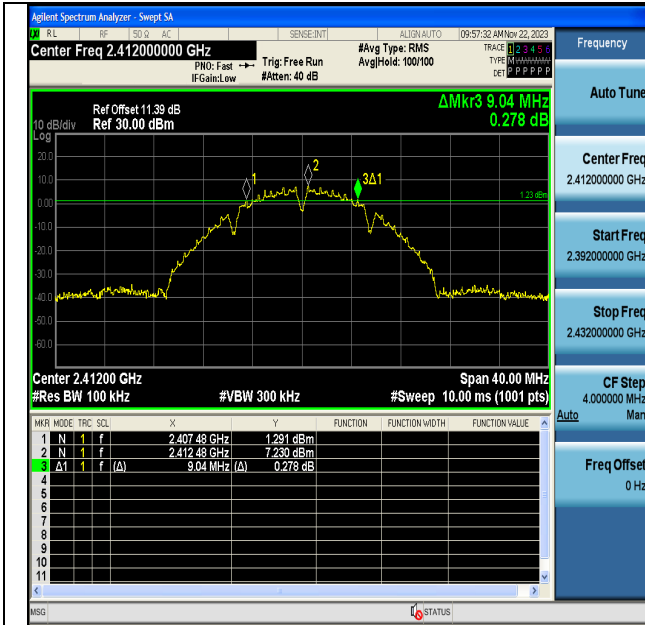 Agilent Spectrum Analyzer - Swept SA
LXI RL RF 50 Ω AC SENSE:INT ALIGN AUTO 09:57:32 AM Nov 22, 2023
Center Freq 2.412000000 GHz #Avg Type: RMS TRACE 1 2 3 4 5 6
PNO: Fast Trig: Free Run Avg|Hold: 100/100 TYPE M WWWWW
IFGain:Low #Atten: 40 dB DET P P P P P P
ΔMkr3 9.04 MHz
Ref Offset 11.39 dB
10 dB/div Ref 30.00 dBm 0.278 dB
Log
20.0
10.0
0.00
-10.0
-20.0
-30.0
-40.0
-50.0
-60.0
1
2
3Δ1
1.23 dBm
Center 2.41200 GHz Span 40.00 MHz
#Res BW 100 kHz #VBW 300 kHz #Sweep 10.00 ms (1001 pts)
MKR MODE TRC SCL X Y FUNCTION FUNCTION WIDTH FUNCTION VALUE
1 N 1 f 2.407 48 GHz 1.291 dBm
2 N 1 f 2.412 48 GHz 7.230 dBm
3 Δ1 1 f (Δ) 9.04 MHz (Δ) 0.278 dB
4
5
6
7
8
9
10
11
MSG STATUS
Frequency
Auto Tune
Center Freq
2.412000000 GHz
Start Freq
2.392000000 GHz
Stop Freq
2.432000000 GHz
CF Step
4.000000 MHz
Auto Man
Freq Offset
0 Hz